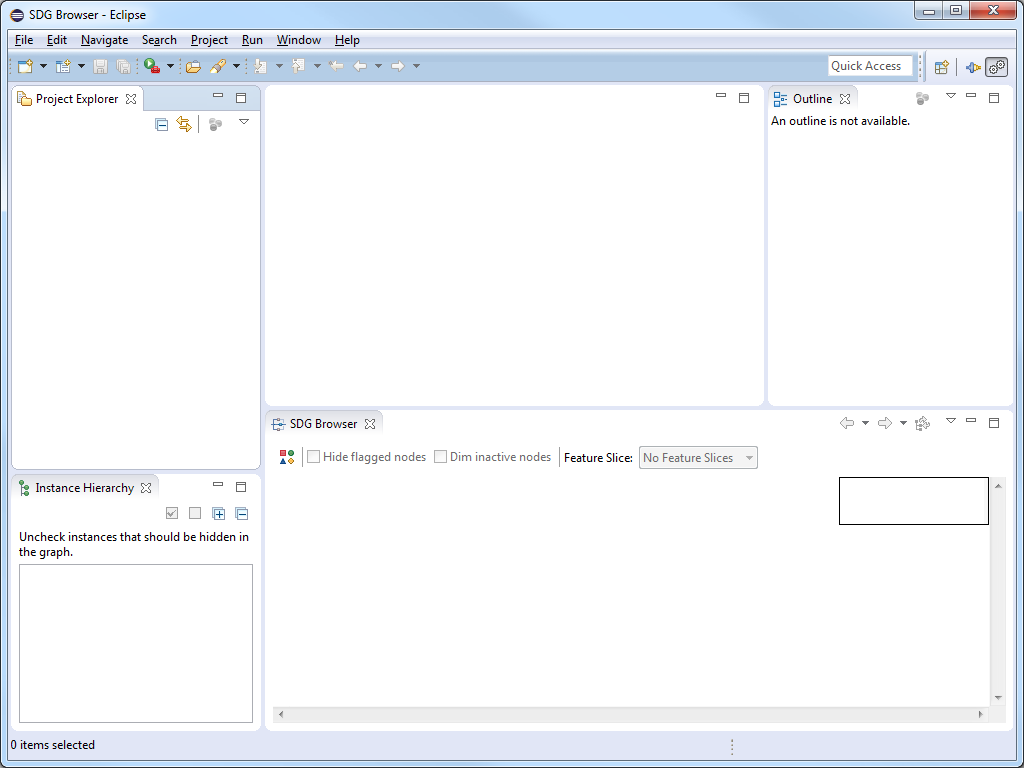 SDG Browser - Eclipse
File Edit Navigate Search Project Run Window Help
Quick Access
Project Explorer
Outline
An outline is not available.
SDG Browser
Hide flagged nodes Dim inactive nodes Feature Slice: No Feature Slices
Instance Hierarchy
Uncheck instances that should be hidden in
the graph.
0 items selected